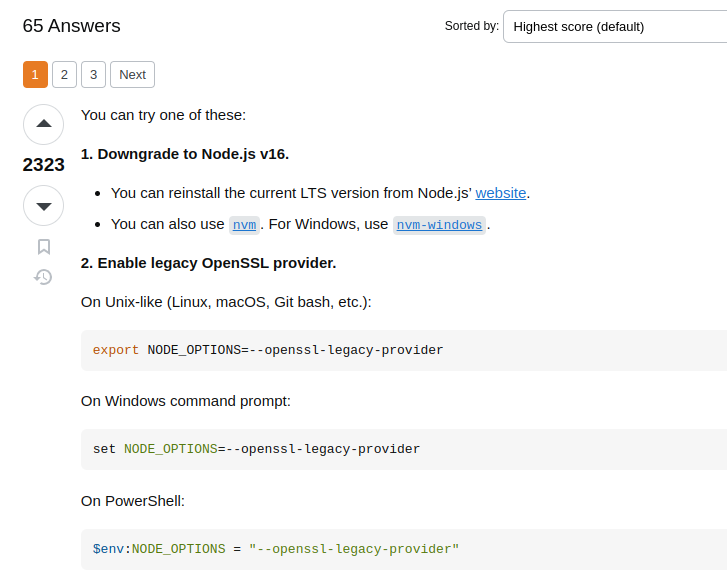 65 Answers
Sorted by:
Highest score (default)
1 2 3 Next
You can try one of these:
2323
1. Downgrade to Node.js v16.
• You can reinstall the current LTS version from Node.js’ website.
• You can also use nvm. For Windows, use nvm-windows.
2. Enable legacy OpenSSL provider.
On Unix-like (Linux, macOS, Git bash, etc.):
export NODE_OPTIONS=--openssl-legacy-provider
On Windows command prompt:
set NODE_OPTIONS=--openssl-legacy-provider
On PowerShell:
$env:NODE_OPTIONS = "--openssl-legacy-provider"